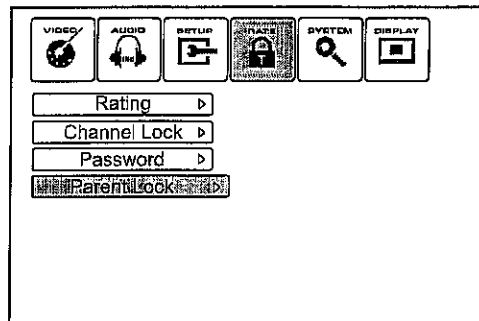 VIDEO AUDIO SETUP RATE SYSTEM DISPLAY
Rating
Channel Lock
Password
Parent Lock